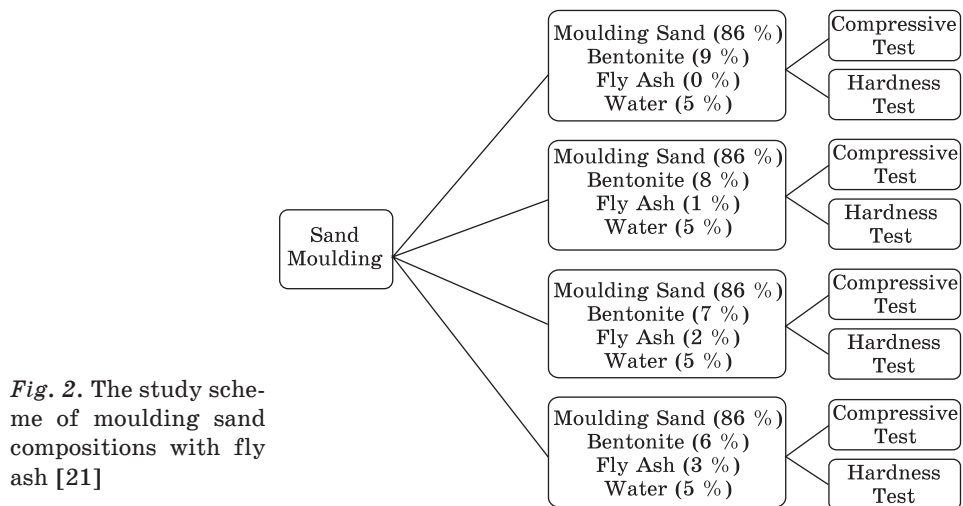 Sand
Moulding
Moulding Sand (86 %)
Bentonite (9 %)
Fly Ash (0 %)
Water (5 %)
Compressive
Test
Hardness
Test
Moulding Sand (86 %)
Bentonite (8 %)
Fly Ash (1 %)
Water (5 %)
Compressive
Test
Hardness
Test
Moulding Sand (86 %)
Bentonite (7 %)
Fly Ash (2 %)
Water (5 %)
Compressive
Test
Hardness
Test
Moulding Sand (86 %)
Bentonite (6 %)
Fly Ash (3 %)
Water (5 %)
Compressive
Test
Hardness
Test
Fig. 2. The study sche-
me of moulding sand
compositions with fly
ash [21]